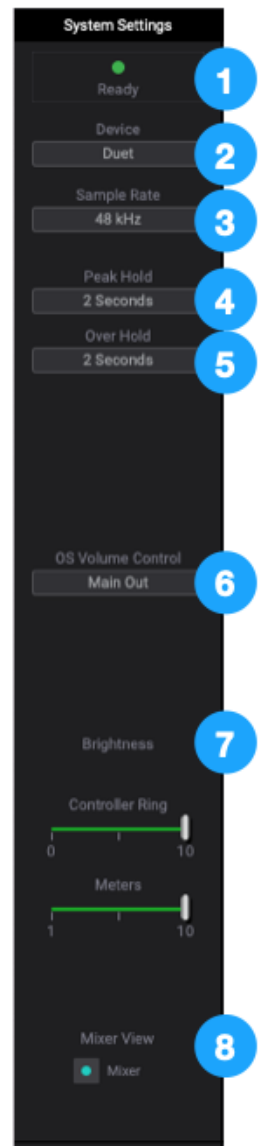 System Settings
1
Ready
Device
2
Duet
Sample Rate
3
48 kHz
Peak Hold
4
2 Seconds
Over Hold
5
2 Seconds
OS Volume Control
Main Out
6
Brightness
7
Controller Ring
0 10
Meters
1 10
Mixer View
8
Mixer